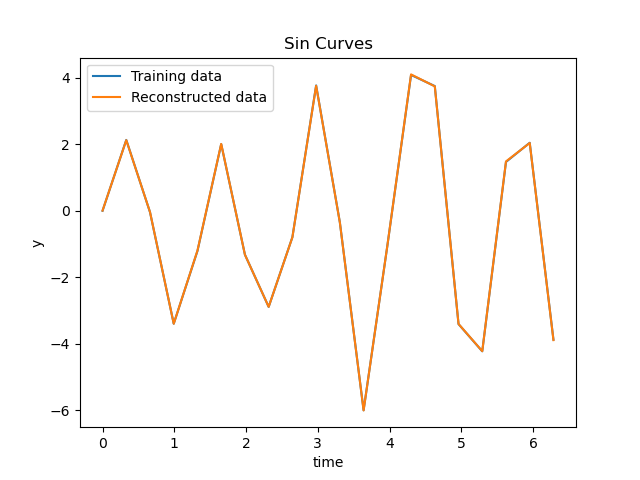 Sin Curves
Training data
Reconstructed data
4
2
0
−2
−4
−6
y
0 1 2 3 4 5 6
time